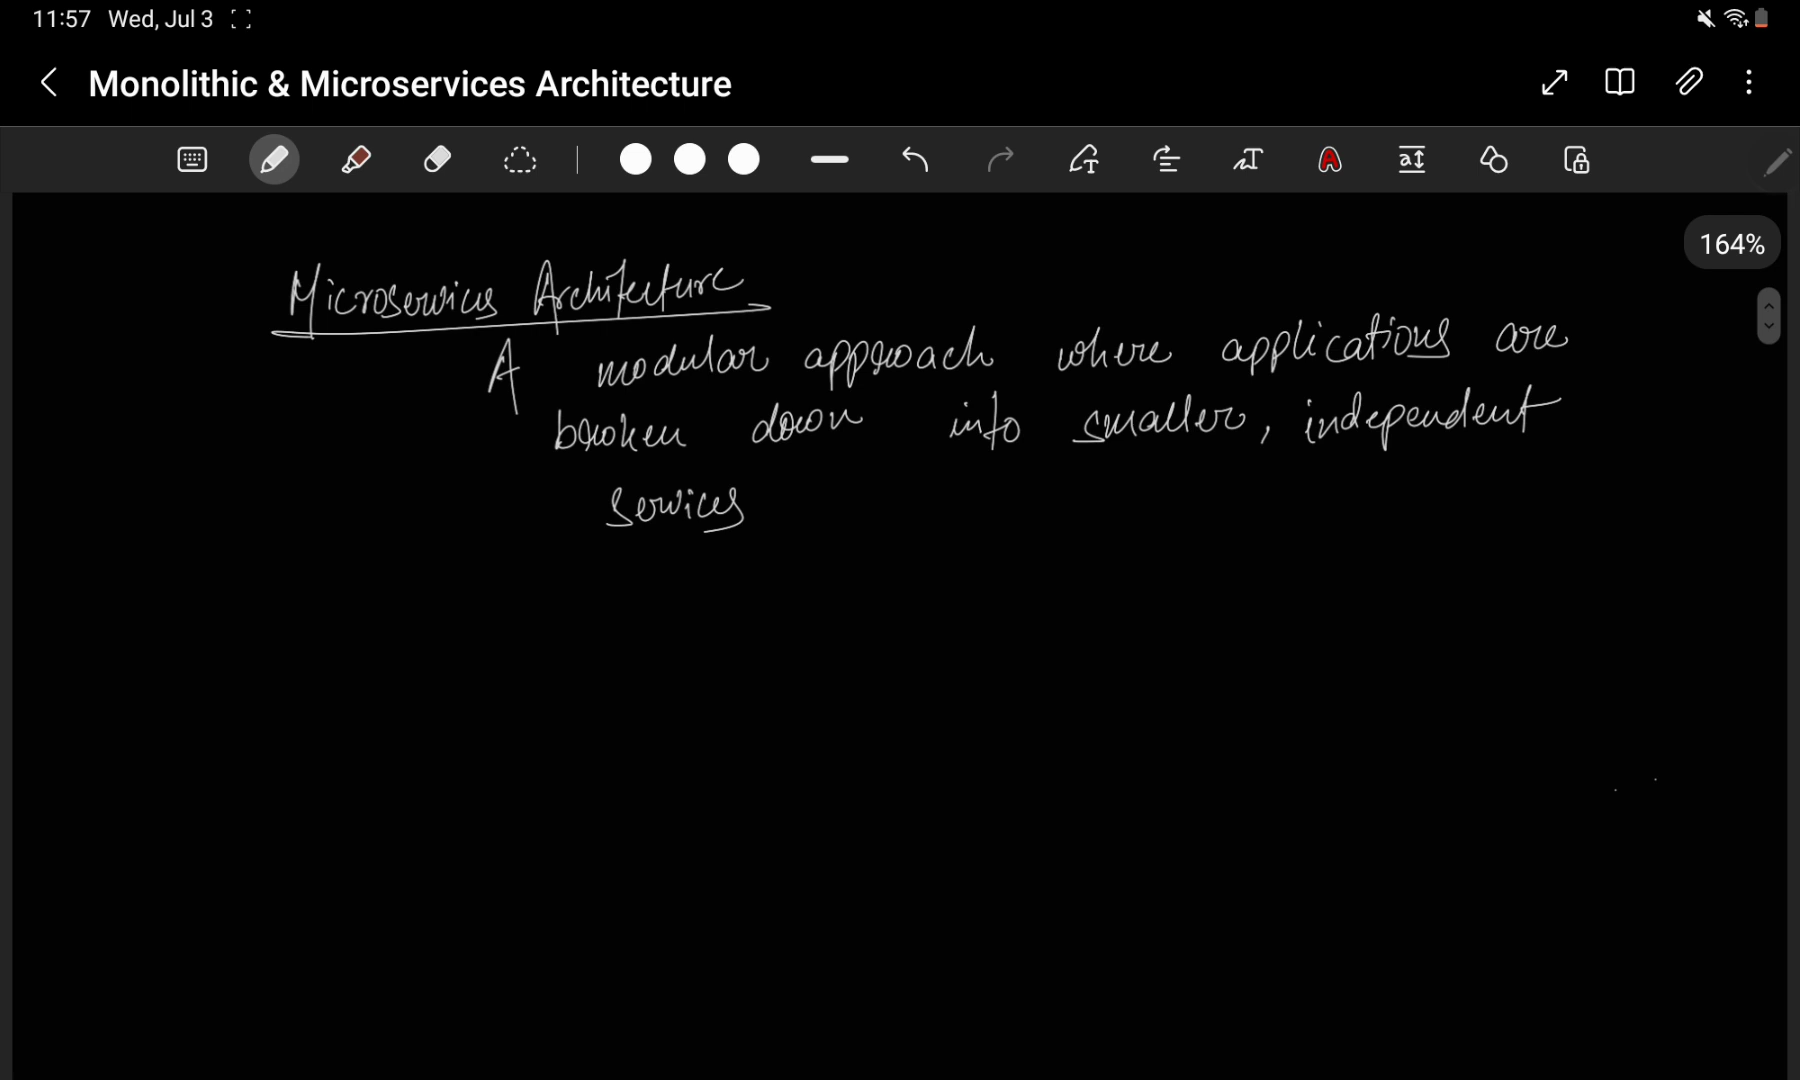 11:57 Wed, Jul 3
Monolithic & Microservices Architecture
164%
Microservices Architecture
A modular approach where applications are
broken down into smaller, independent
services